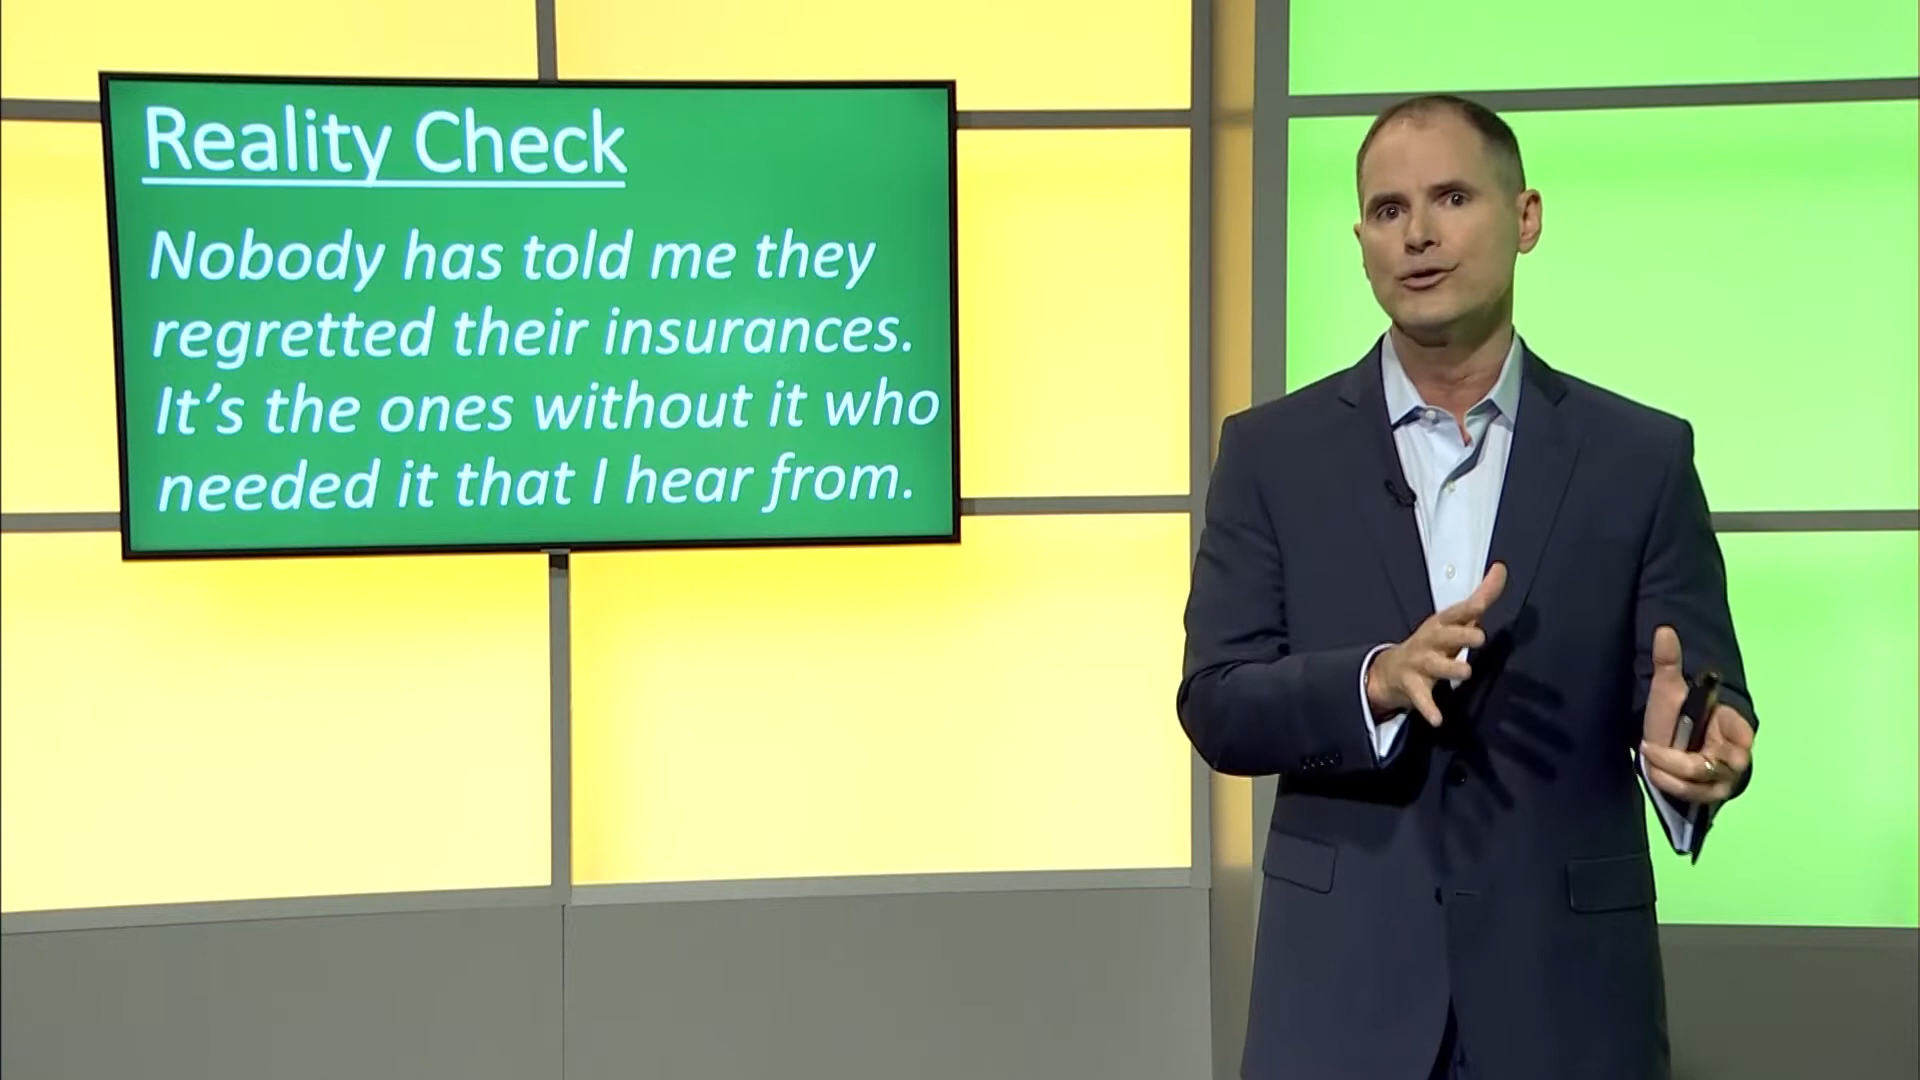 Reality Check
Nobody has told me they
regretted their insurances.
It's the ones without it who
needed it that I hear from.